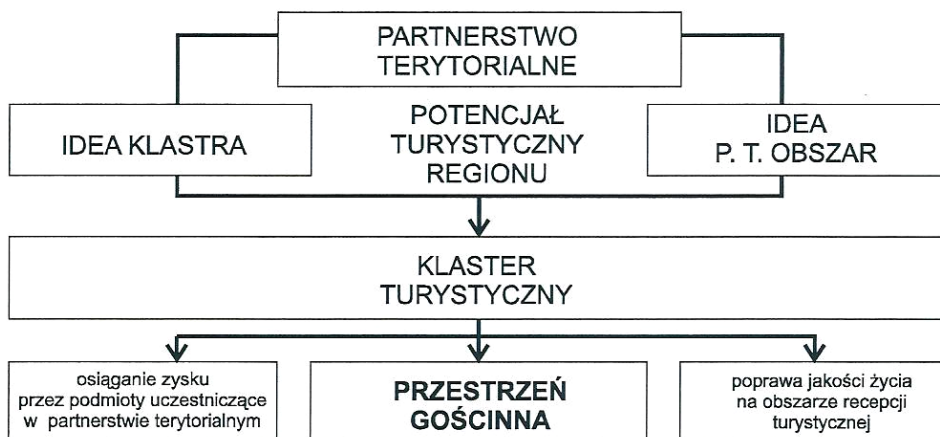 PARTNERSTWO
TERYTORIALNE
IDEA KLASTRA
POTENCJAŁ
TURYSTYCZNY
REGIONU
IDEA
P. T. OBSZAR
KLASTER
TURYSTYCZNY
osiąganie zysku
przez podmioty uczestniczące
w partnerstwie terytorialnym
PRZESTRZEŃ
GOŚCINNA
poprawa jakości życia
na obszarze recepcji
turystycznej